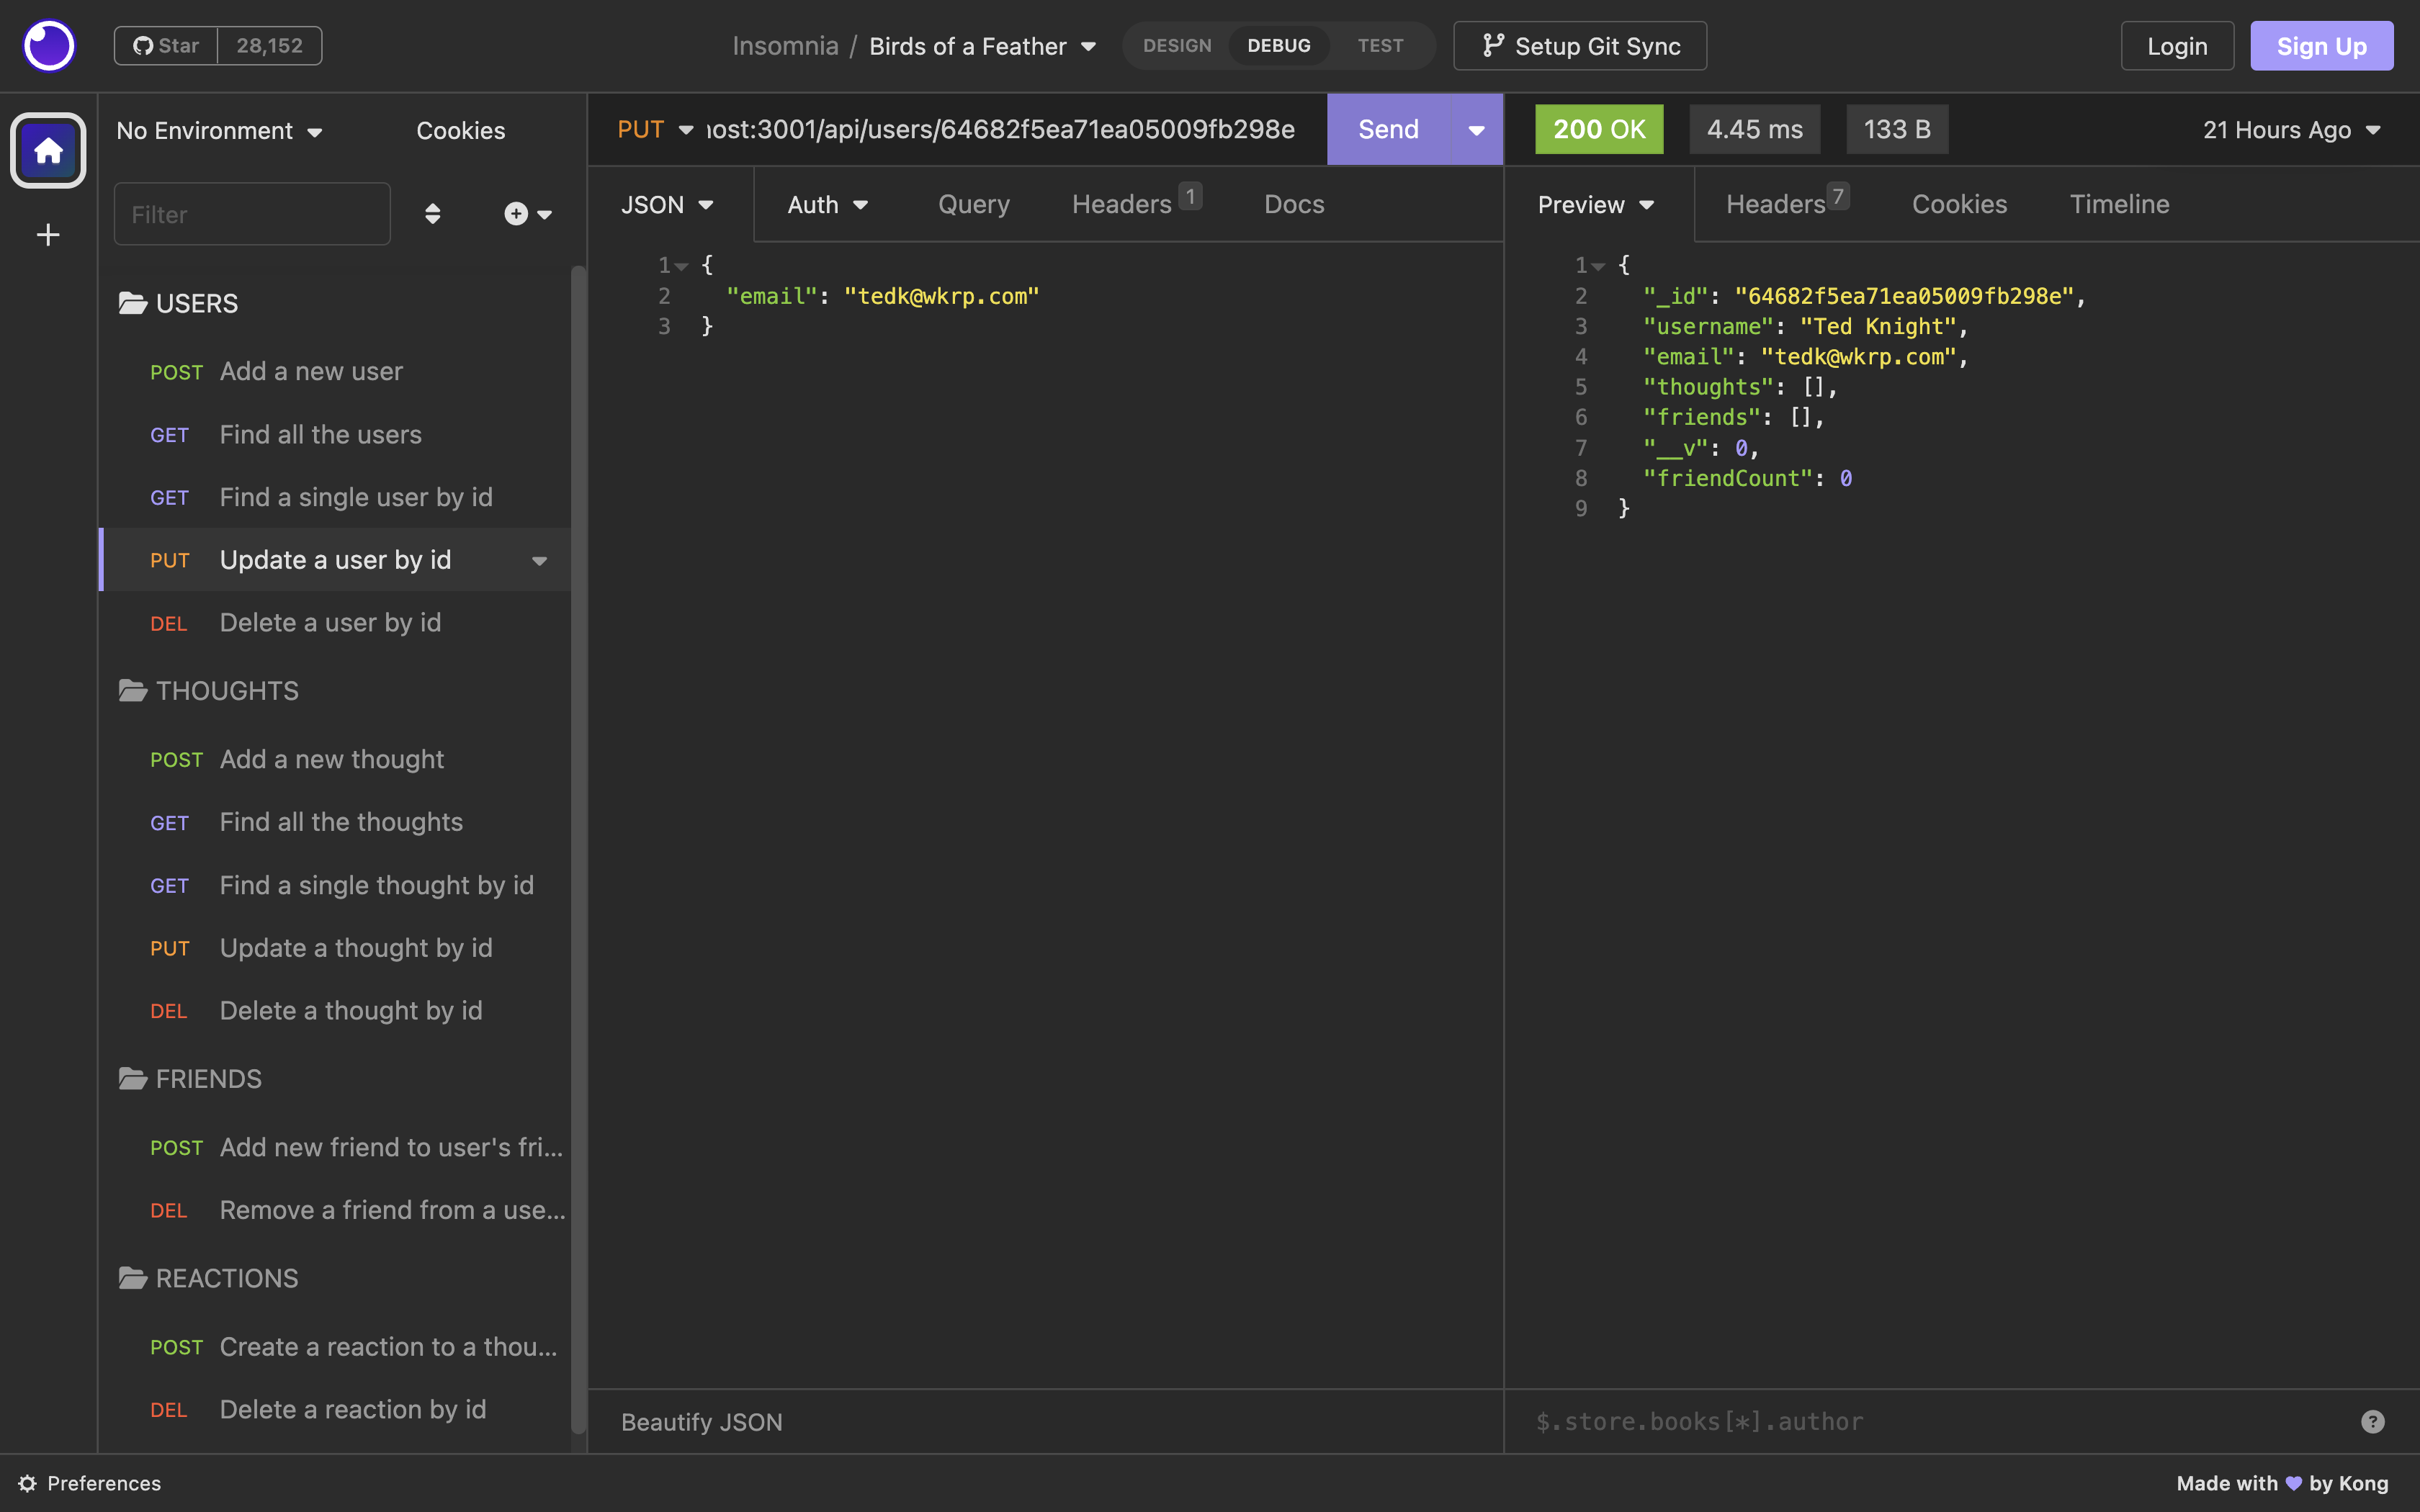 Star 28,152
Insomnia / Birds of a Feather
DESIGN DEBUG TEST
Setup Git Sync
Login
Sign Up
No Environment
Cookies
Filter
USERS
POST Add a new user
GET Find all the users
GET Find a single user by id
PUT Update a user by id
DEL Delete a user by id
THOUGHTS
POST Add a new thought
GET Find all the thoughts
GET Find a single thought by id
PUT Update a thought by id
DEL Delete a thought by id
FRIENDS
POST Add new friend to user's fri...
DEL Remove a friend from a use...
REACTIONS
POST Create a reaction to a thou...
DEL Delete a reaction by id
PUT ost:3001/api/users/64682f5ea71ea05009fb298e
Send
JSON Auth Query Headers 1 Docs
1 {
2 "email": "tedk@wkrp.com"
3 }
Beautify JSON
200 OK 4.45 ms 133 B
21 Hours Ago
Preview Headers 7 Cookies Timeline
1 {
2 "_id": "64682f5ea71ea05009fb298e",
3 "username": "Ted Knight",
4 "email": "tedk@wkrp.com",
5 "thoughts": [],
6 "friends": [],
7 "__v": 0,
8 "friendCount": 0
9 }
$.store.books[*].author
?
Preferences
Made with 💜 by Kong